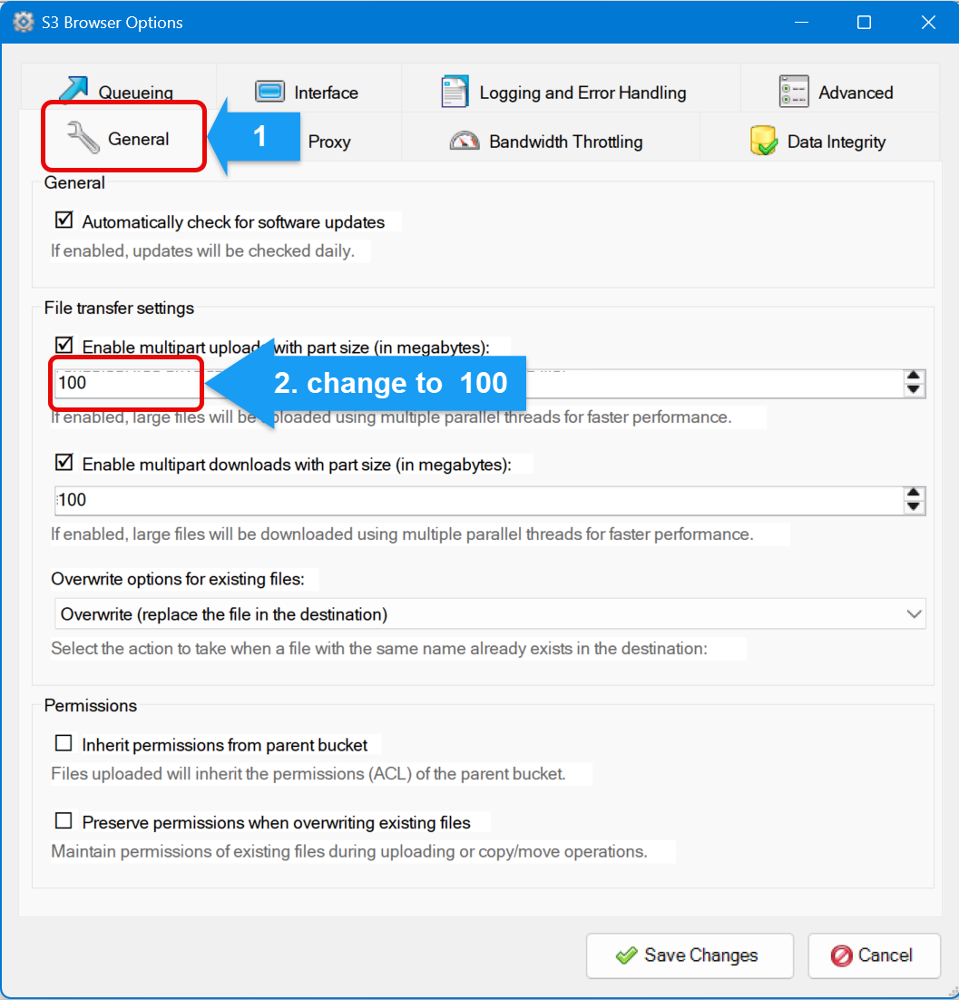 S3 Browser Options
Queueing Interface Logging and Error Handling Advanced
General 1 Proxy Bandwidth Throttling Data Integrity
General
Automatically check for software updates
If enabled, updates will be checked daily.
File transfer settings
Enable multipart uploads with part size (in megabytes):
100
2. change to 100
If enabled, large files will be uploaded using multiple parallel threads for faster performance.
Enable multipart downloads with part size (in megabytes):
100
If enabled, large files will be downloaded using multiple parallel threads for faster performance.
Overwrite options for existing files:
Overwrite (replace the file in the destination)
Select the action to take when a file with the same name already exists in the destination:
Permissions
Inherit permissions from parent bucket
Files uploaded will inherit the permissions (ACL) of the parent bucket.
Preserve permissions when overwriting existing files
Maintain permissions of existing files during uploading or copy/move operations.
Save Changes Cancel